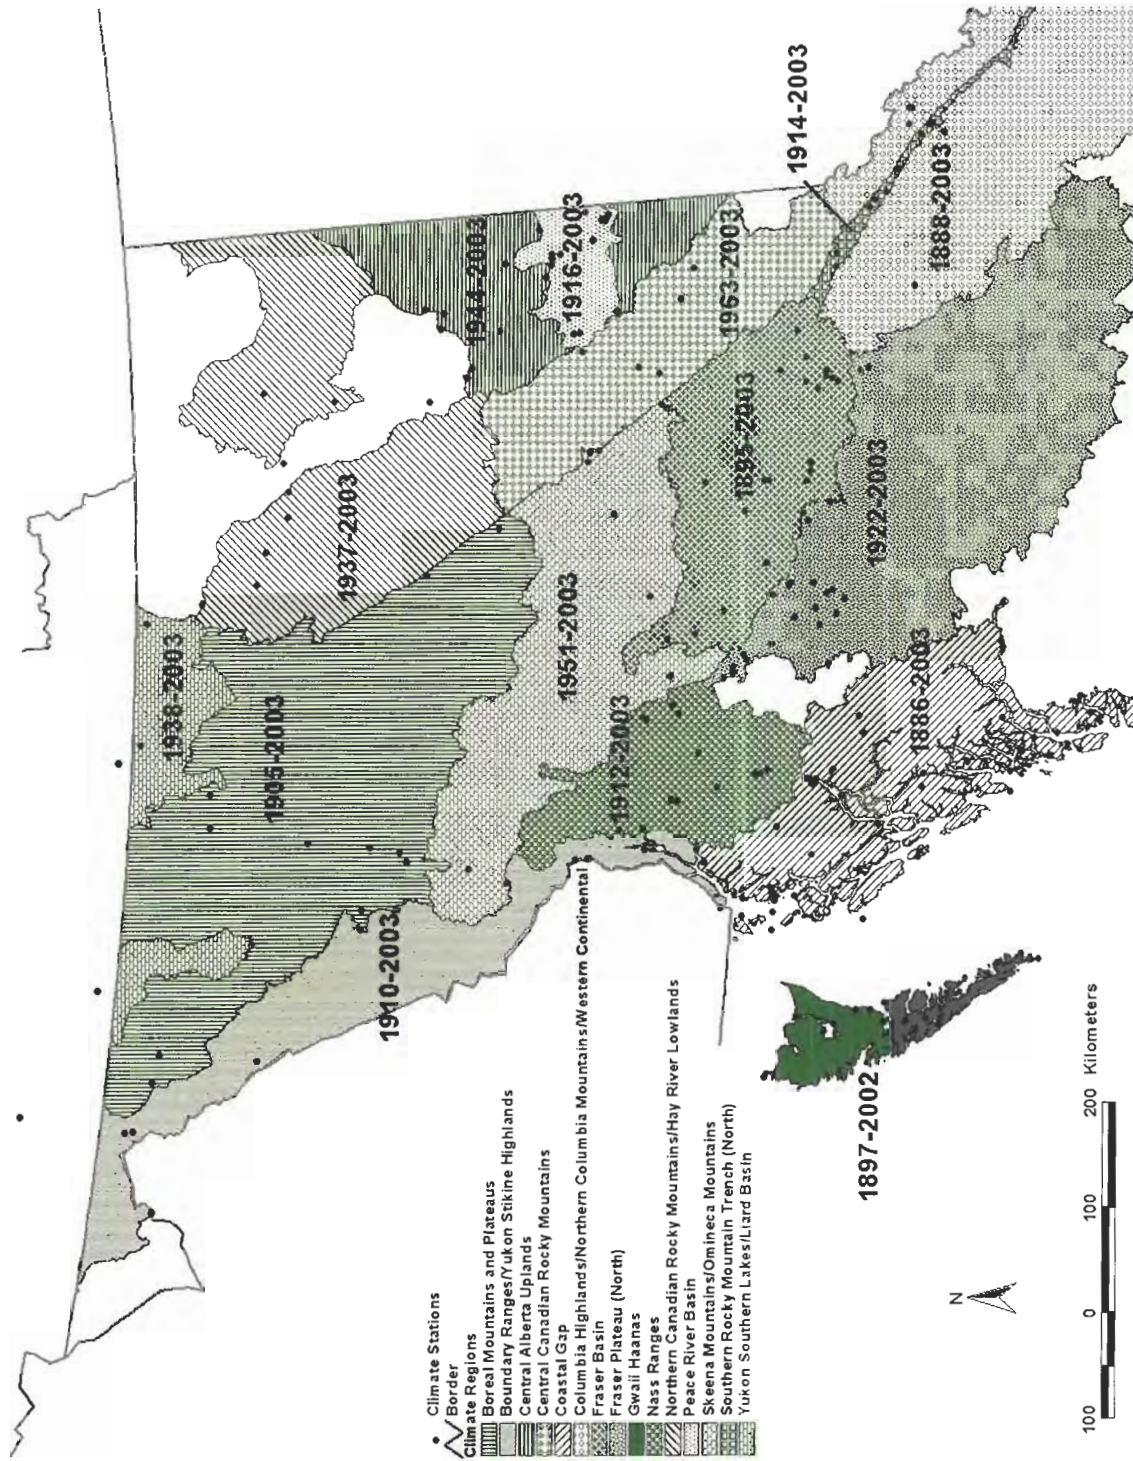 1914-2003
1916-2003
1944-2003
1963-2003
1888-2003
1895-2003
1937-2003
1922-2003
1951-2003
1938-2003
1905-2003
1912-2003
1886-2003
1910-2003
1897-2002
Climate Stations
Border
Climate Regions
Boreal Mountains and Plateaus
Boundary Ranges/Yukon Stikine Highlands
Central Alberta Uplands
Central Canadian Rocky Mountains
Coastal Gap
Columbia Highlands/Northern Columbia Mountains/Western Continental
Fraser Basin
Fraser Plateau (North)
Gwaii Haanas
Nass Ranges
Northern Canadian Rocky Mountains/Hay River Lowlands
Peace River Basin
Skeena Mountains/Omineca Mountains
Southern Rocky Mountain Trench (North)
Yukon Southern Lakes/Liard Basin
N
100 0 100 200 Kilometers